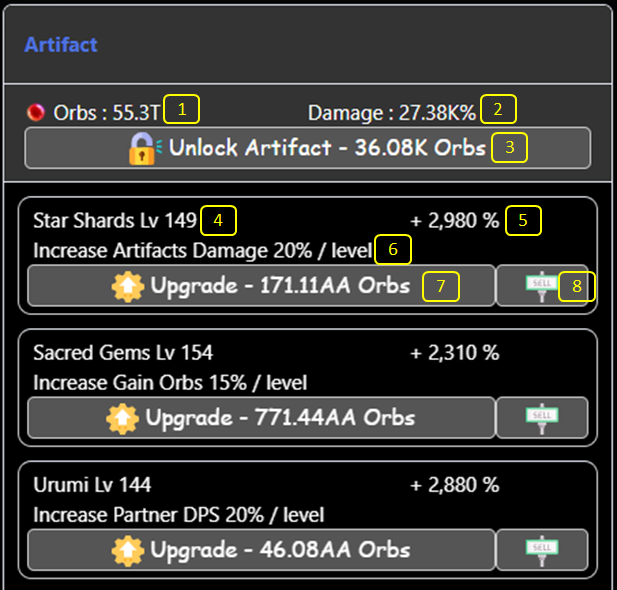 Artifact
Orbs : 55.3T 1 Damage : 27.38K% 2
Unlock Artifact - 36.08K Orbs 3
Star Shards Lv 149 4 + 2,980 % 5
Increase Artifacts Damage 20% / level 6
Upgrade - 171.11AA Orbs 7 SELL 8
Sacred Gems Lv 154 + 2,310 %
Increase Gain Orbs 15% / level
Upgrade - 771.44AA Orbs SELL
Urumi Lv 144 + 2,880 %
Increase Partner DPS 20% / level
Upgrade - 46.08AA Orbs SELL